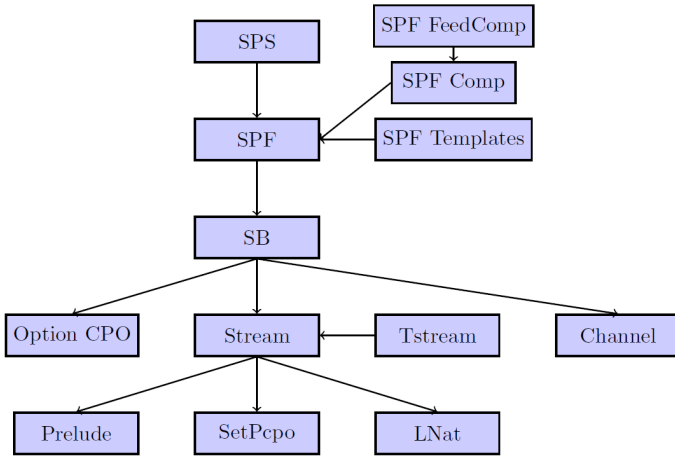 SPS
SPF FeedComp
SPF Comp
SPF
SPF Templates
SB
Option CPO
Stream
Tstream
Channel
Prelude
SetPcpo
LNat